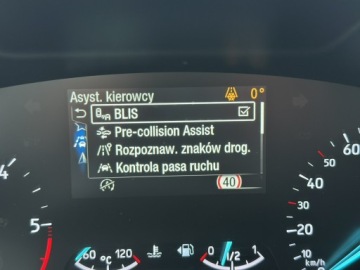 Asyst. kierowcy 0°
BLIS
Pre-collision Assist
Rozpoznaw. znaków drog.
Kontrola pasa ruchu
40
4
5
60 °C 120
0 1/2 1
60
50
40
30
20
10
km/h